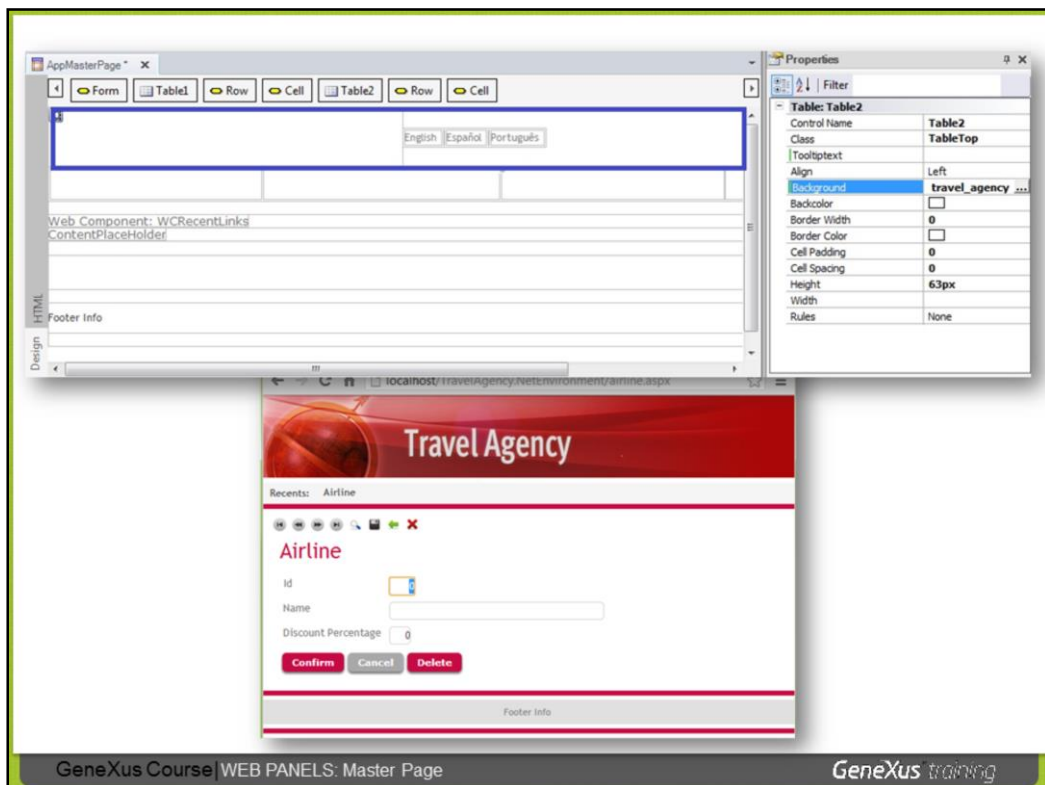 AppMasterPage * X
Form Table1 Row Cell Table2 Row Cell
English Español Português
Web Component: WCRecentLinks
ContentPlaceHolder
Footer Info
HTML
Design
Properties
Filter
Table: Table2
Control Name Table2
Class TableTop
Tooltiptext
Align Left
Background travel_agency ...
Backcolor
Border Width 0
Border Color
Cell Padding 0
Cell Spacing 0
Height 63px
Width
Rules None
localhost/TravelAgency.NetEnvironment/airline.aspx
Travel Agency
Recents: Airline
Airline
Id 0
Name
Discount Percentage 0
Confirm Cancel Delete
Footer Info
GeneXus Course| WEB PANELS: Master Page
GeneXus training